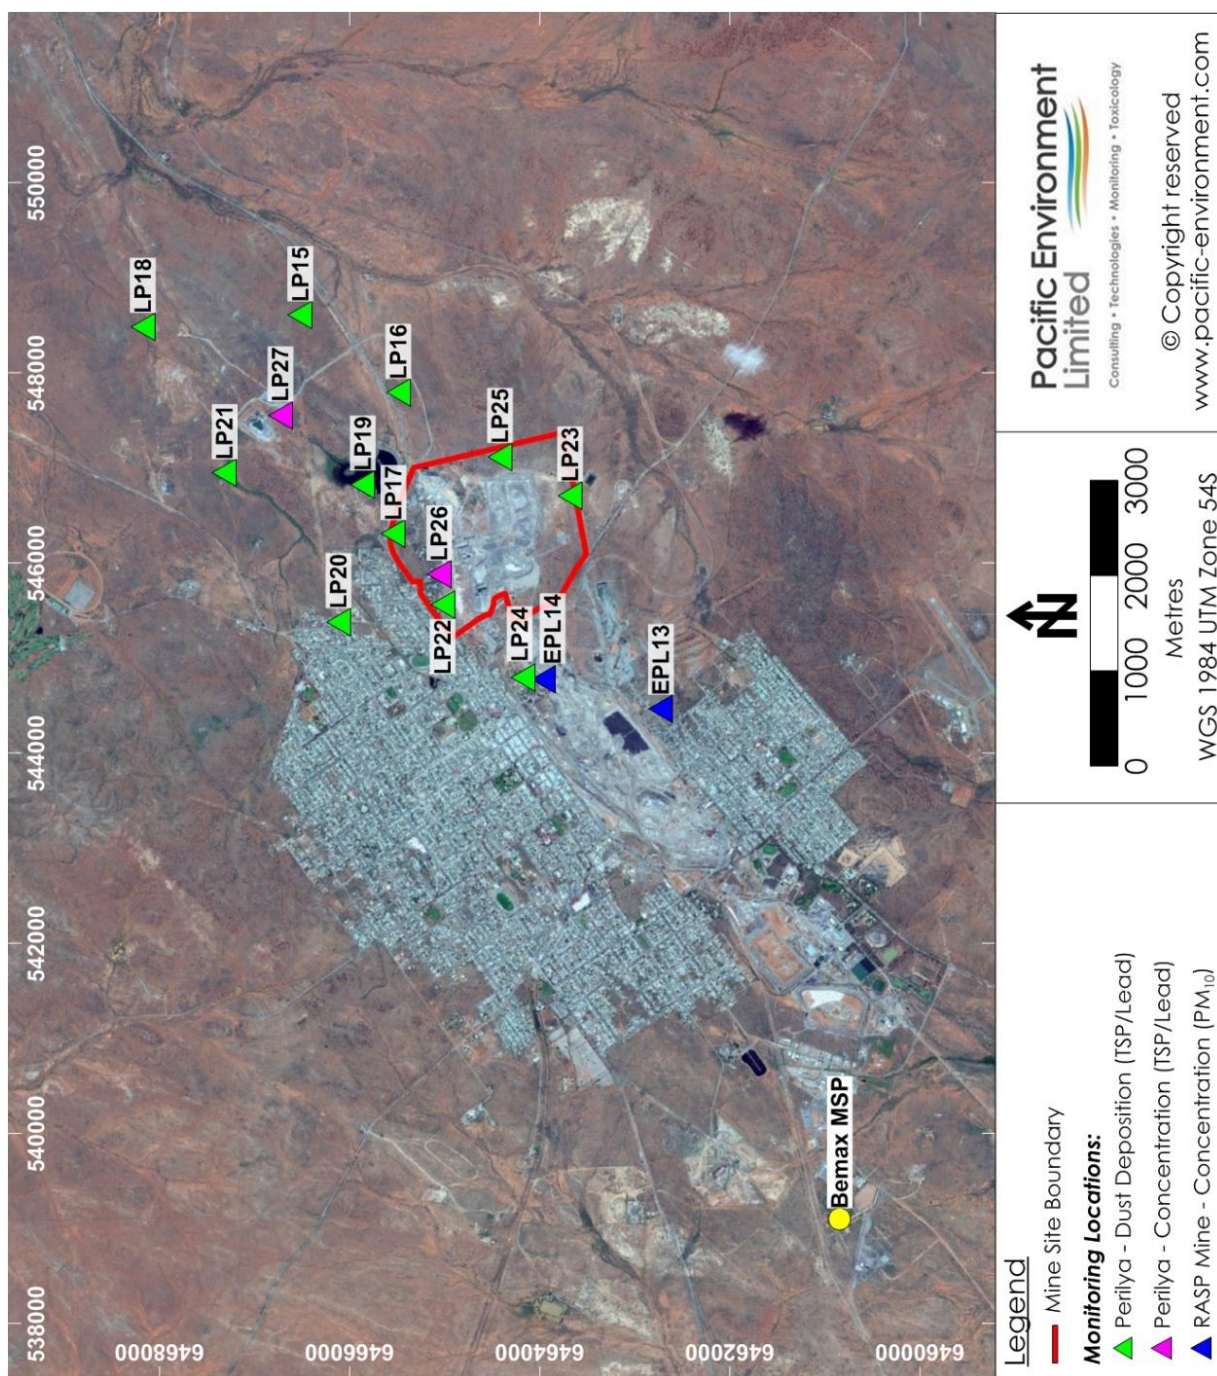 538000
540000
542000
544000
546000
548000
550000
6468000
6466000
6464000
6462000
6460000
LP18
LP15
LP27
LP21
LP16
LP19
LP25
LP17
LP23
LP26
LP20
LP22
LP24
EPL14
EPL13
Bemax MSP
Legend
Mine Site Boundary
Monitoring Locations:
Perilya - Dust Deposition (TSP/Lead)
Perilya - Concentration (TSP/Lead)
RASP Mine - Concentration (PM₁₀)
N
0 1000 2000 3000
Metres
WGS 1984 UTM Zone 54S
Pacific Environment
Limited
Consulting • Technologies • Monitoring • Toxicology
© Copyright reserved
www.pacific-environment.com